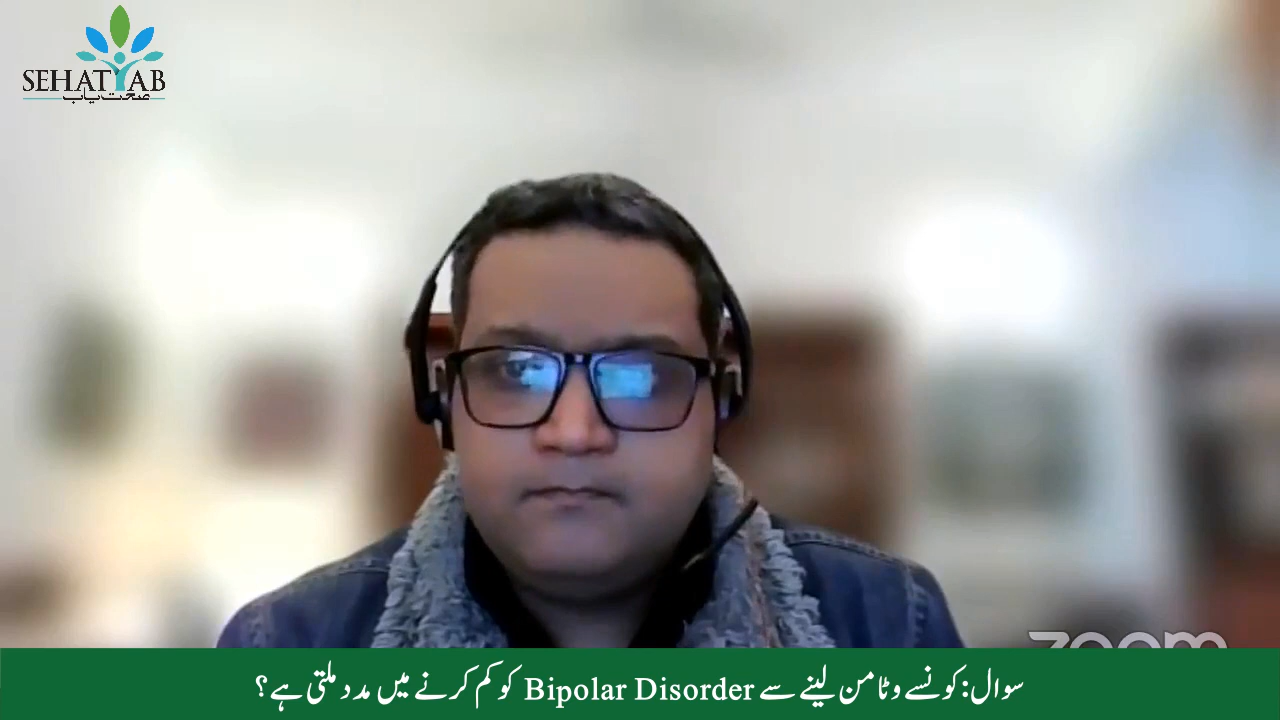 SEHATYAB
صحت یاب
zoom
سوال: کونسے وٹامن لینے سے Bipolar Disorder کو کم کرنے میں مدد ملتی ہے؟